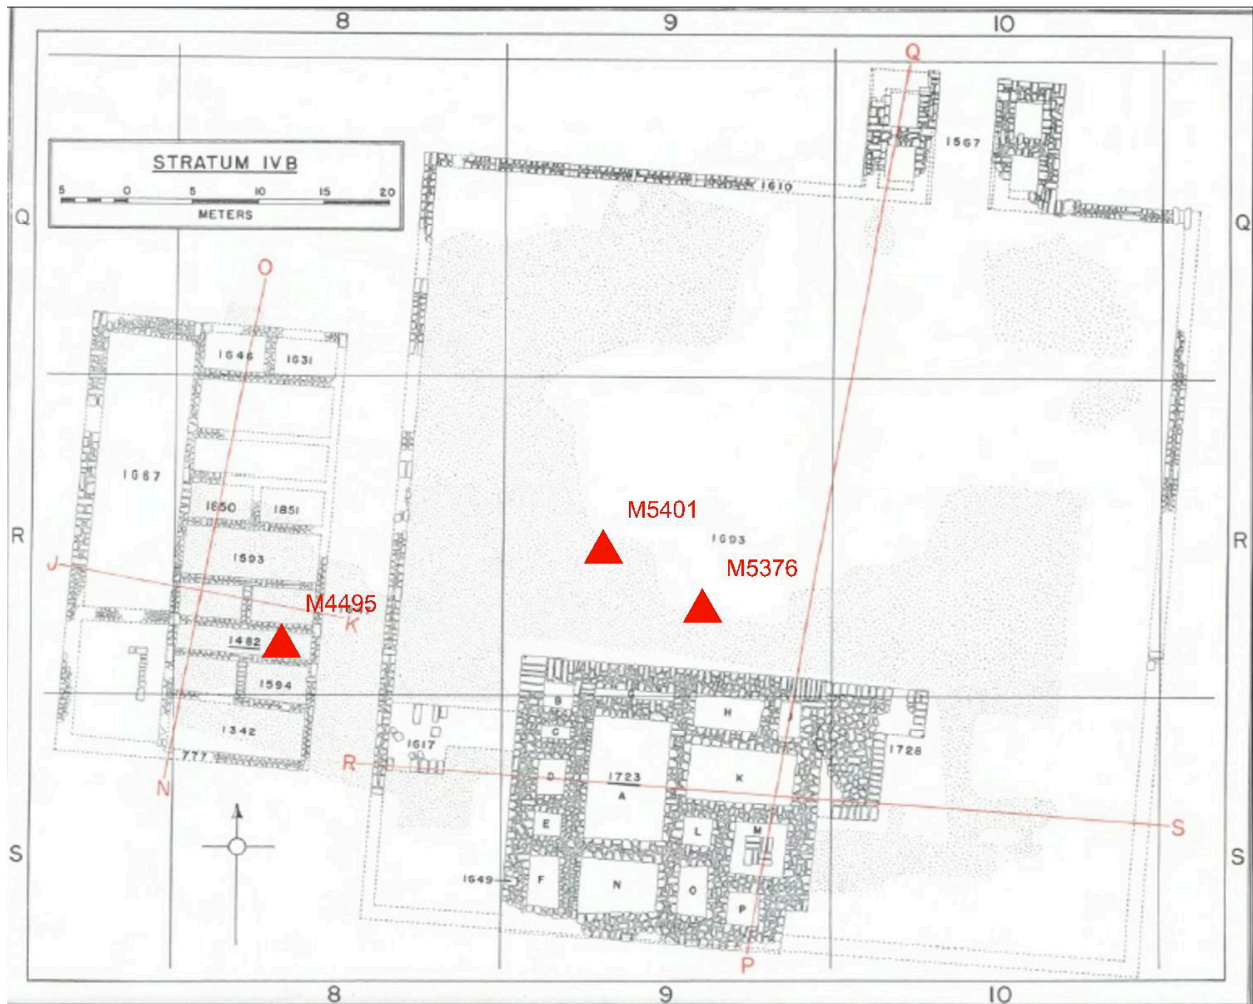 8 9 10
Q
1567
STRATUM IVB
5 0 5 10 15 20
METERS
1610
Q Q
O
1646 1631
1667
M5401
1650 1851
R 1693 R
1593
M5376
J
M4495
K
1482
1594
B G
H J
1342
C
1617
777
R 1728
D 1723 K
A
N
S
E L M
S S
1649 F N O
P
P
8 9 10